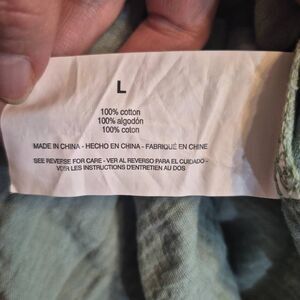 L
100% cotton
100% algodón
100% coton
MADE IN CHINA - HECHO EN CHINA - FABRIQUÉ EN CHINE
SEE REVERSE FOR CARE - VER AL REVERSO PARA EL CUIDADO -
VOIR LES INSTRUCTIONS D'ENTRETIEN AU DOS